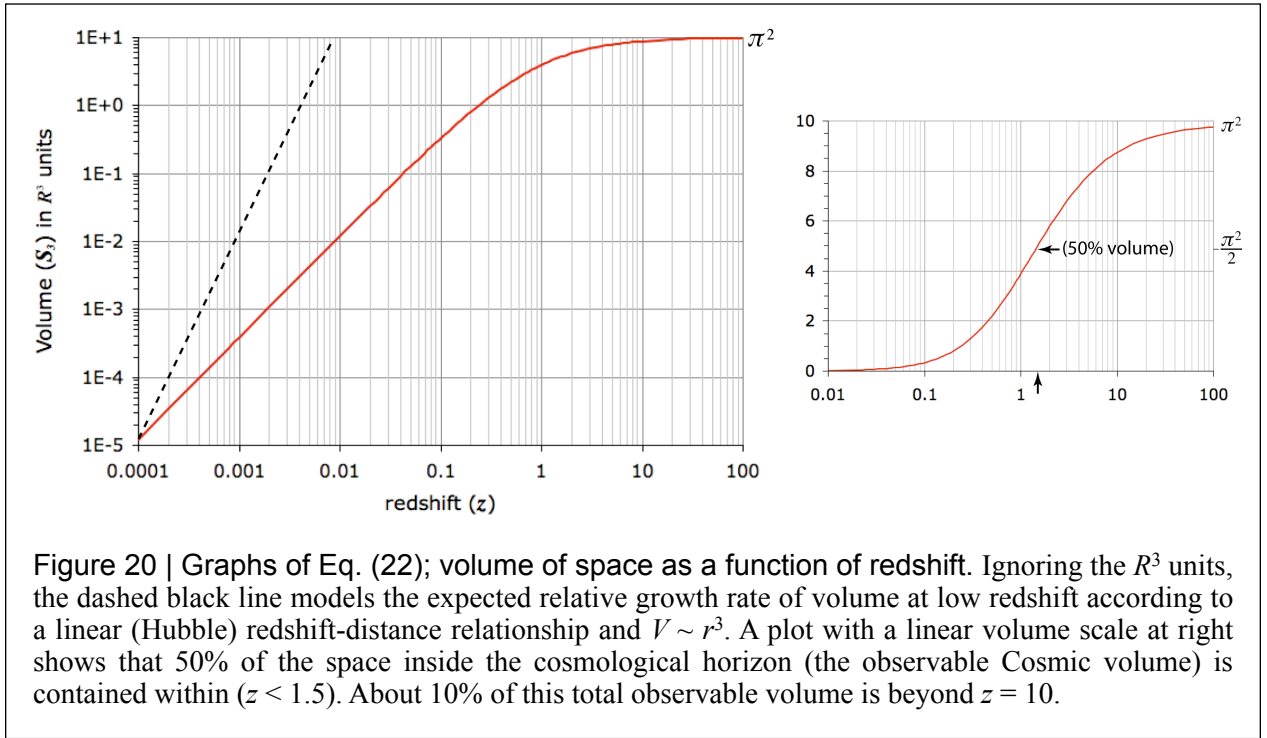 1E+1
1E+0
1E-1
1E-2
1E-3
1E-4
1E-5
Volume (S₃) in R³ units
0.0001 0.001 0.01 0.1 1 10 100
redshift (z)
π²
10
8
6
4
2
0
0.01 0.1 1 10 100
(50% volume)
π²
π²/2
Figure 20 | Graphs of Eq. (22); volume of space as a function of redshift. Ignoring the R³ units,
the dashed black line models the expected relative growth rate of volume at low redshift according to
a linear (Hubble) redshift-distance relationship and V ~ r³. A plot with a linear volume scale at right
shows that 50% of the space inside the cosmological horizon (the observable Cosmic volume) is
contained within (z < 1.5). About 10% of this total observable volume is beyond z = 10.